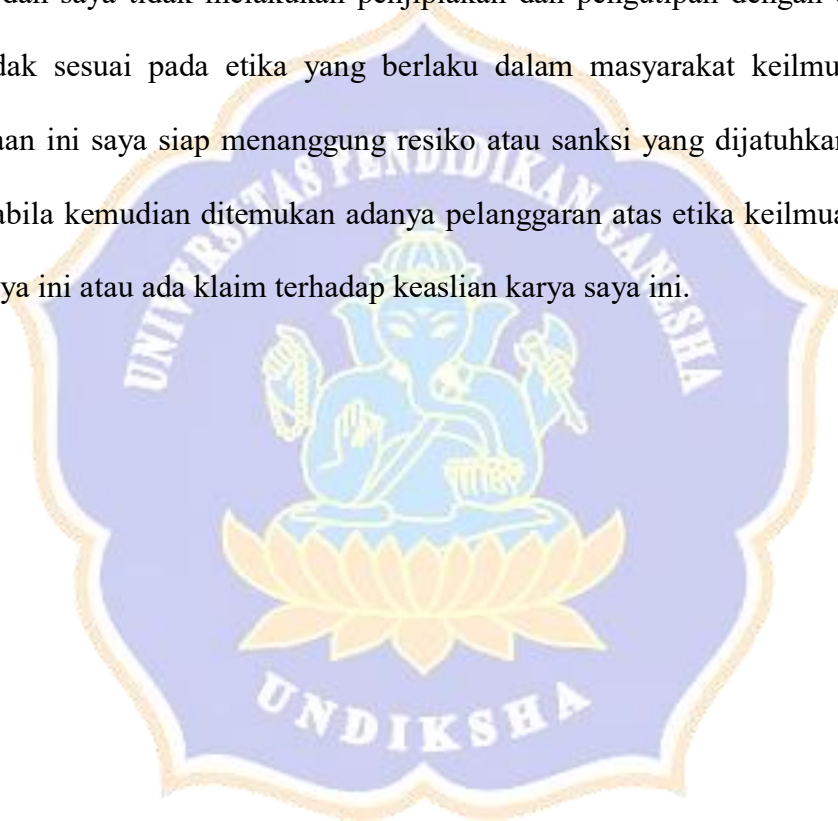 dan saya tidak melakukan penjiplakan dan pengutipan dengan
dak sesuai pada etika yang berlaku dalam masyarakat keilmu
aan ini saya siap menanggung resiko atau sanksi yang dijatuhkan
abila kemudian ditemukan adanya pelanggaran atas etika keilmua
ya ini atau ada klaim terhadap keaslian karya saya ini.
UNIVERSITAS PENDIDIKAN GANESHA
UNDIKSHA